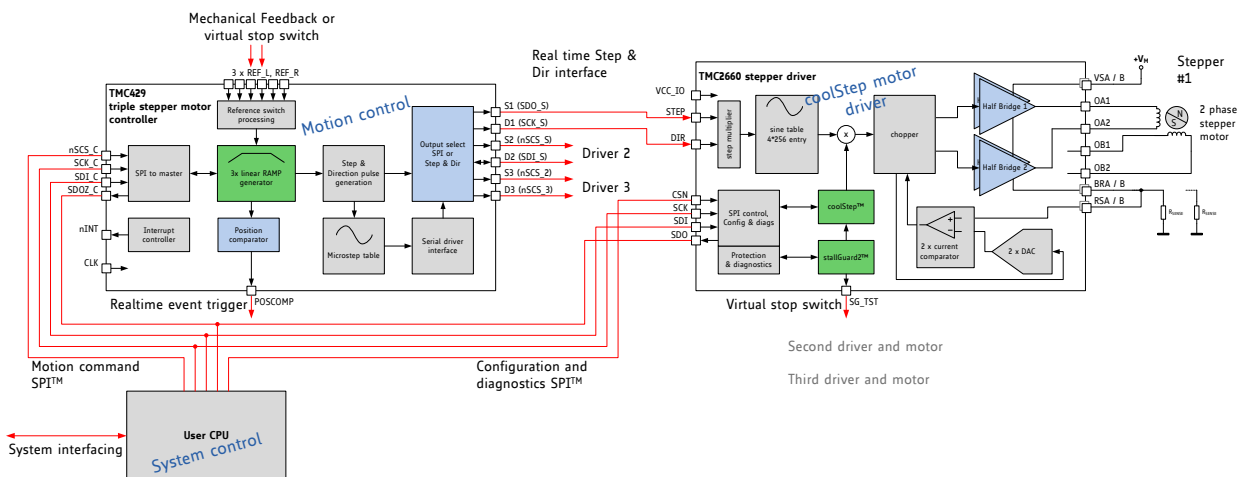 Mechanical Feedback or
virtual stop switch
3 x REF_L, REF_R
TMC429
triple stepper motor
controller
Reference switch
processing
Motion control
nSCS_C
SCK_C
SDI_C
SDOZ_C
nINT
CLK
SPI to master
3x linear RAMP
generator
Step &
Direction pulse
generation
Output select
SPI or
Step & Dir
Interrupt
controller
Position
comparator
Microstep table
Serial driver
interface
S1 (SDO_S)
D1 (SCK_S)
S2 (nSCS_S)
D2 (SDI_S)
S3 (nSCS_2)
D3 (nSCS_3)
Driver 2
Driver 3
Realtime event trigger
POSCOMP
Real time Step &
Dir interface
TMC2660 stepper driver
coolStep motor
driver
VCC_IO
STEP
DIR
CSN
SCK
SDI
SDO
step multiplier
sine table
4*256 entry
x
chopper
Half Bridge 1
Half Bridge 2
SPI control,
Config & diags
coolStep™
Protection
& diagnostics
stallGuard2™
2 x current
comparator
2 x DAC
+VM
VSA / B
OA1
OA2
OB1
OB2
BRA / B
RSA / B
RSENSE
RSENSE
Stepper
#1
N
S
2 phase
stepper
motor
Virtual stop switch
SG_TST
Second driver and motor
Third driver and motor
Motion command
SPI™
Configuration and
diagnostics SPI™
User CPU
System control
System interfacing